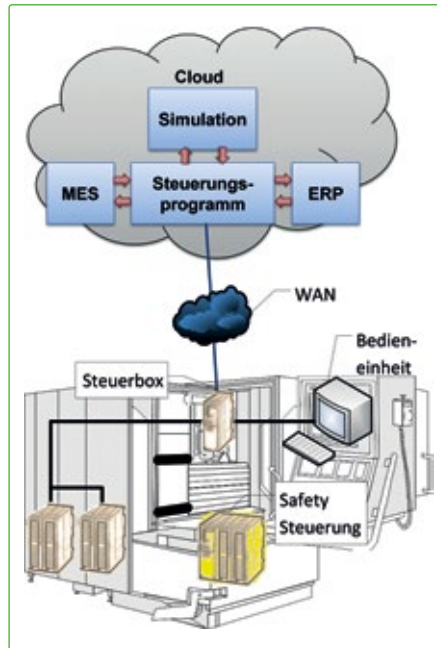 Cloud
Simulation
MES
Steuerungs-
programm
ERP
WAN
Bedien-
einheit
Steuerbox
Safety
Steuerung